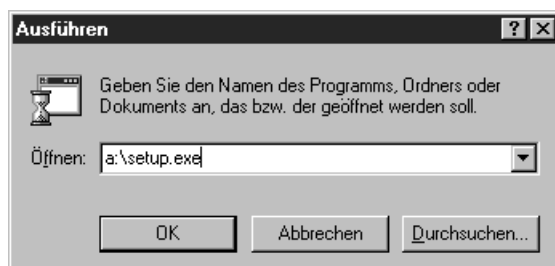 Ausführen
Geben Sie den Namen des Programms, Ordners oder
Dokuments an, das bzw. der geöffnet werden soll.
Öffnen: a:\setup.exe
OK Abbrechen Durchsuchen...